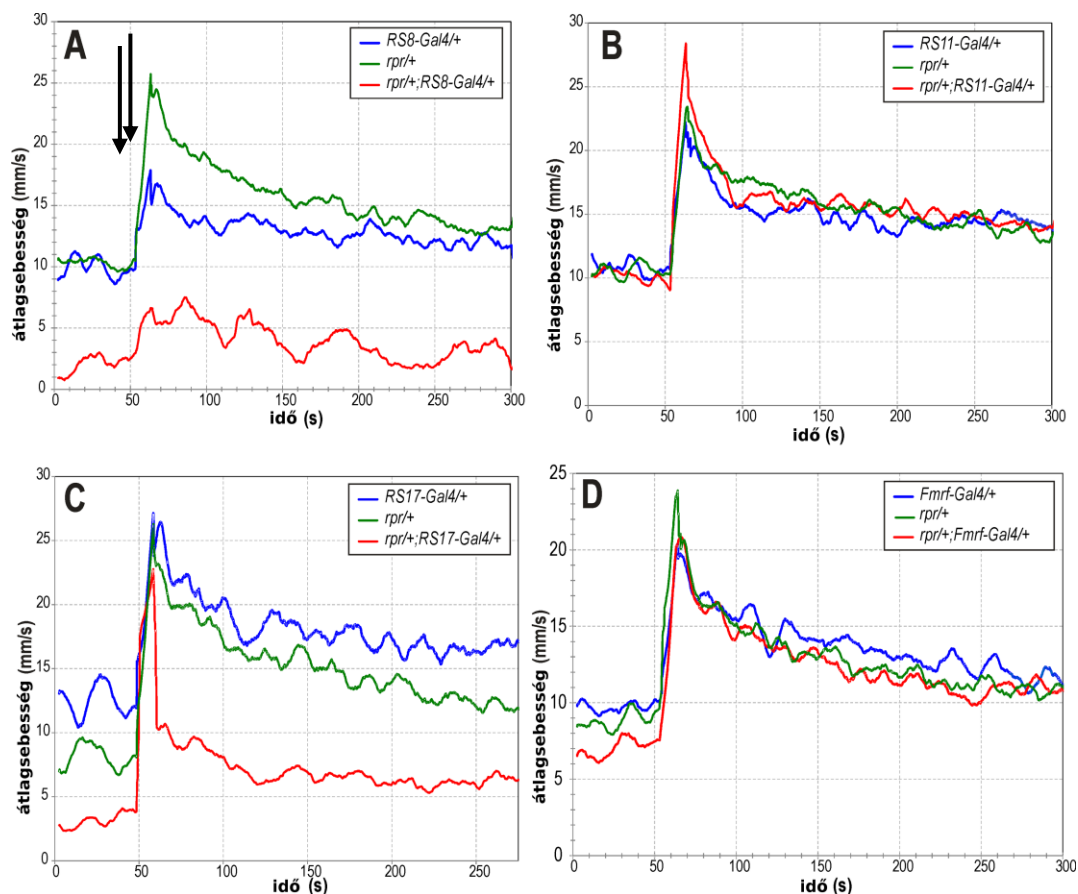 A
RS8-Gal4/+
rpr/+
rpr/+;RS8-Gal4/+
átlagsebesség (mm/s)
30
25
20
15
10
5
0
0 50 100 150 200 250 300
idő (s)
B
RS11-Gal4/+
rpr/+
rpr/+;RS11-Gal4/+
átlagsebesség (mm/s)
30
25
20
15
10
5
0
0 50 100 150 200 250 300
idő (s)
C
RS17-Gal4/+
rpr/+
rpr/+;RS17-Gal4/+
átlagsebesség (mm/s)
30
25
20
15
10
5
0
0 50 100 150 200 250
idő (s)
D
Fmrf-Gal4/+
rpr/+
rpr/+;Fmrf-Gal4/+
átlagsebesség (mm/s)
25
20
15
10
5
0
0 50 100 150 200 250 300
idő (s)